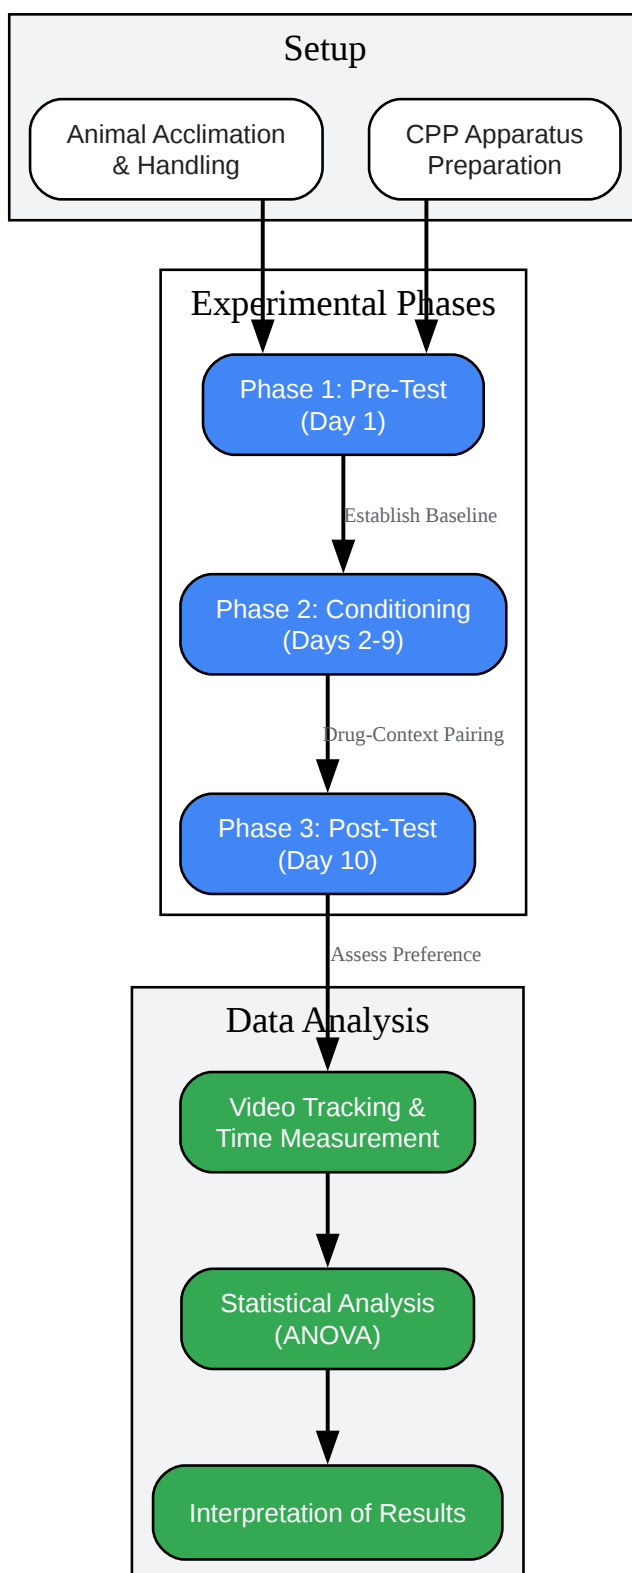 Setup
Animal Acclimation
& Handling
CPP Apparatus
Preparation
Experimental Phases
Phase 1: Pre-Test
(Day 1)
Establish Baseline
Phase 2: Conditioning
(Days 2-9)
Drug-Context Pairing
Phase 3: Post-Test
(Day 10)
Assess Preference
Data Analysis
Video Tracking &
Time Measurement
Statistical Analysis
(ANOVA)
Interpretation of Results